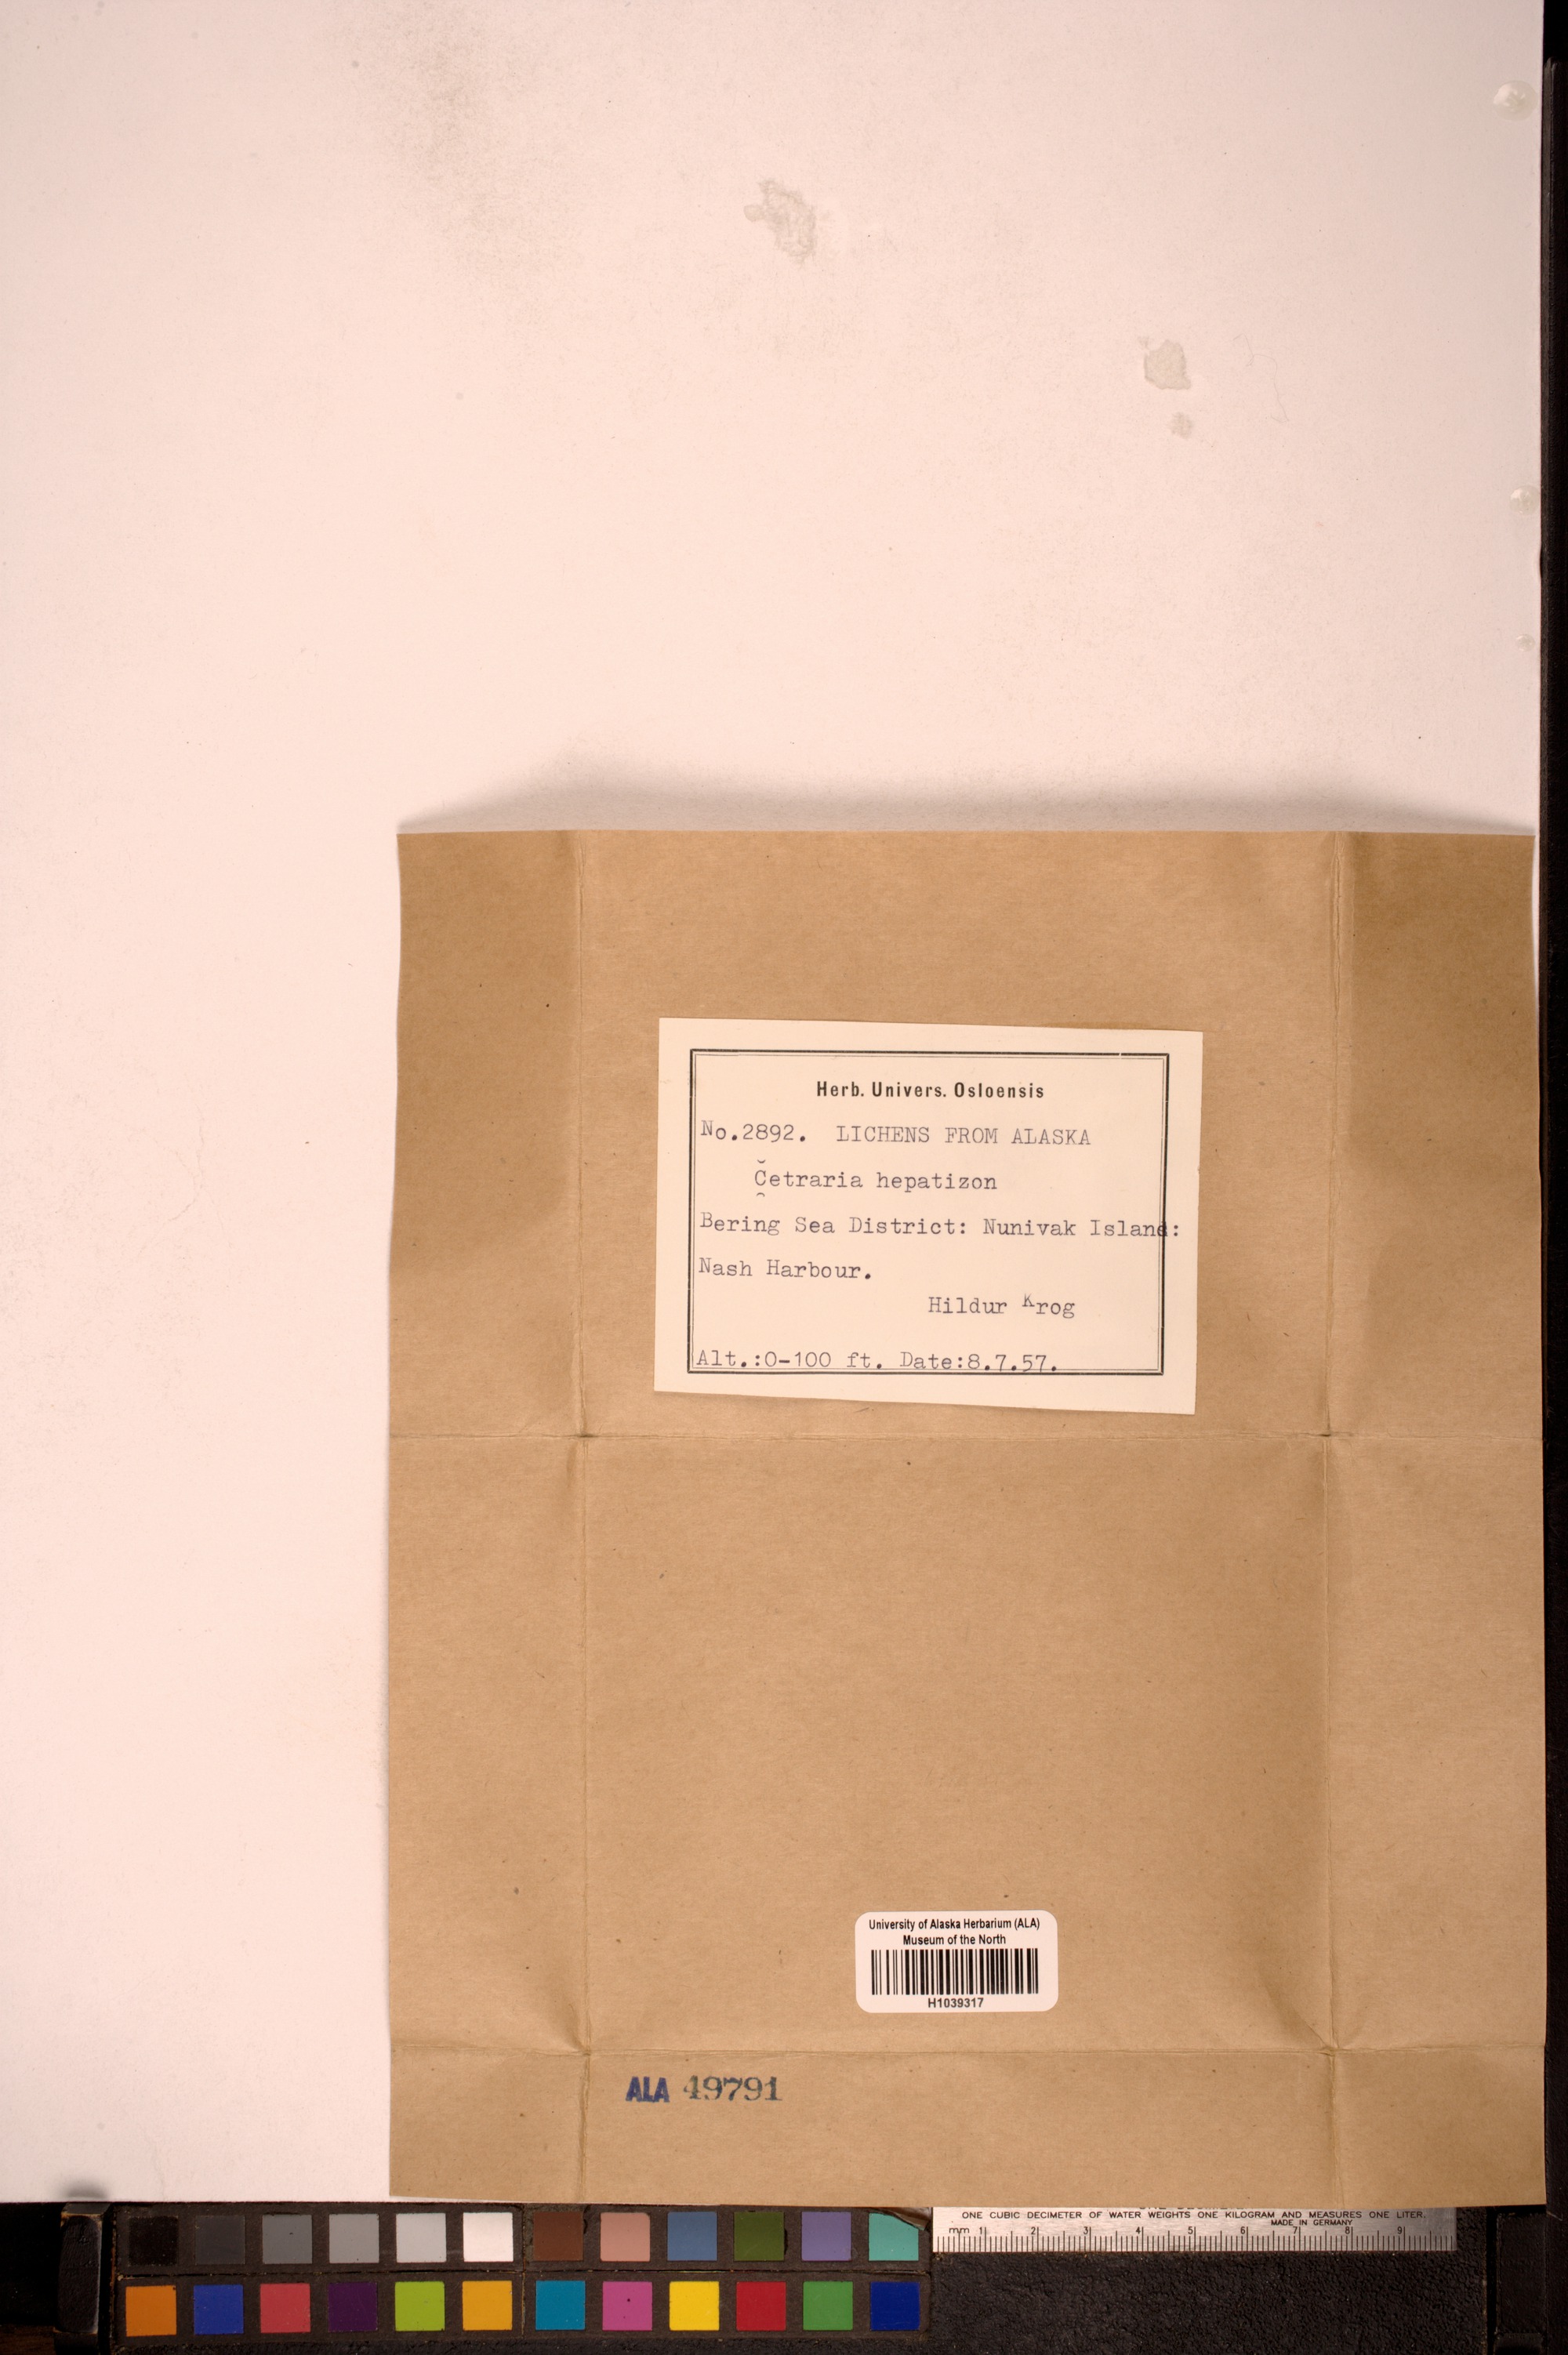 Herb. Univers. Osloensis
No.2892. LICHENS FROM ALASKA
Cetraria hepatizon
Bering Sea District: Nunivak Island:
Nash Harbour.
Hildur Krog
Alt.:0-100 ft. Date:8.7.57.
University of Alaska Herbarium (ALA)
Museum of the North
H1039317
ALA 49791
ONE CUBIC DECIMETER OF WATER WEIGHTS ONE KILOGRAM AND MEASURES ONE LITER.
MADE IN GERMANY
mm 1 2 3 4 5 6 7 8 9